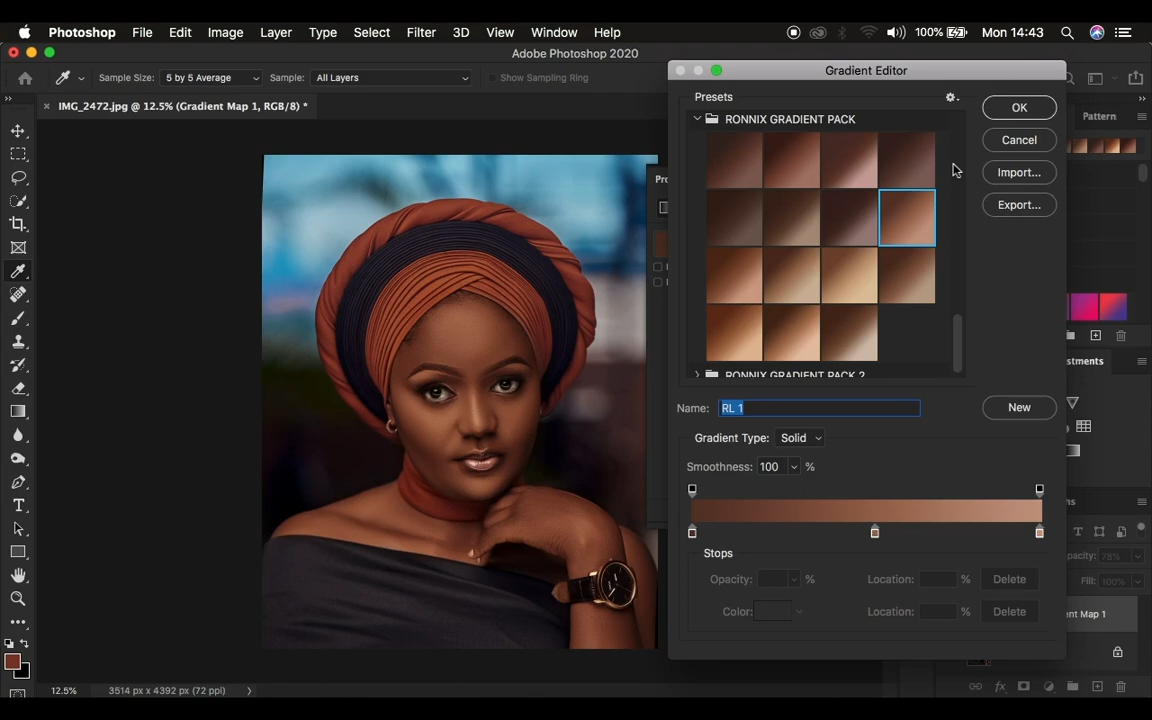 Photoshop File Edit Image Layer Type Select Filter 3D View Window Help 100% Mon 14:43
Adobe Photoshop 2020
Sample Size: 5 by 5 Average Sample: All Layers Show Sampling Ring
× IMG_2472.jpg @ 12.5% (Gradient Map 1, RGB/8) *
Gradient Editor
Presets
RONNIX GRADIENT PACK
OK
Cancel
Import...
Export...
Pattern
RONNIX GRADIENT PACK 2
Name: RL 1
New
Gradient Type: Solid
Smoothness: 100 %
Stops
Opacity: % Location: % Delete
Color: Location: % Delete
78%
Fill: 100%
Map 1
12.5% 3514 px x 4392 px (72 ppi)